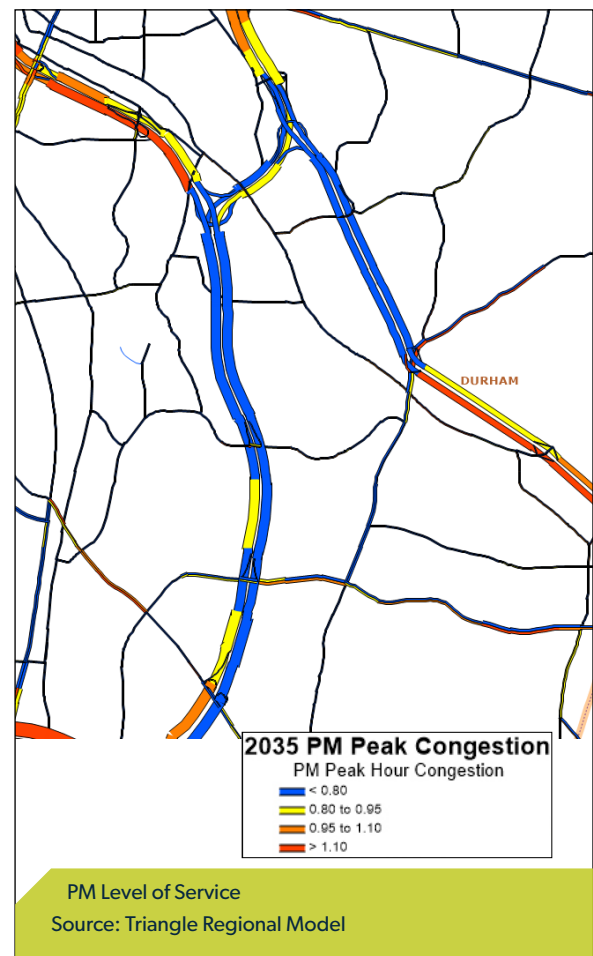 DURHAM
2035 PM Peak Congestion
PM Peak Hour Congestion
< 0.80
0.80 to 0.95
0.95 to 1.10
> 1.10
PM Level of Service
Source: Triangle Regional Model